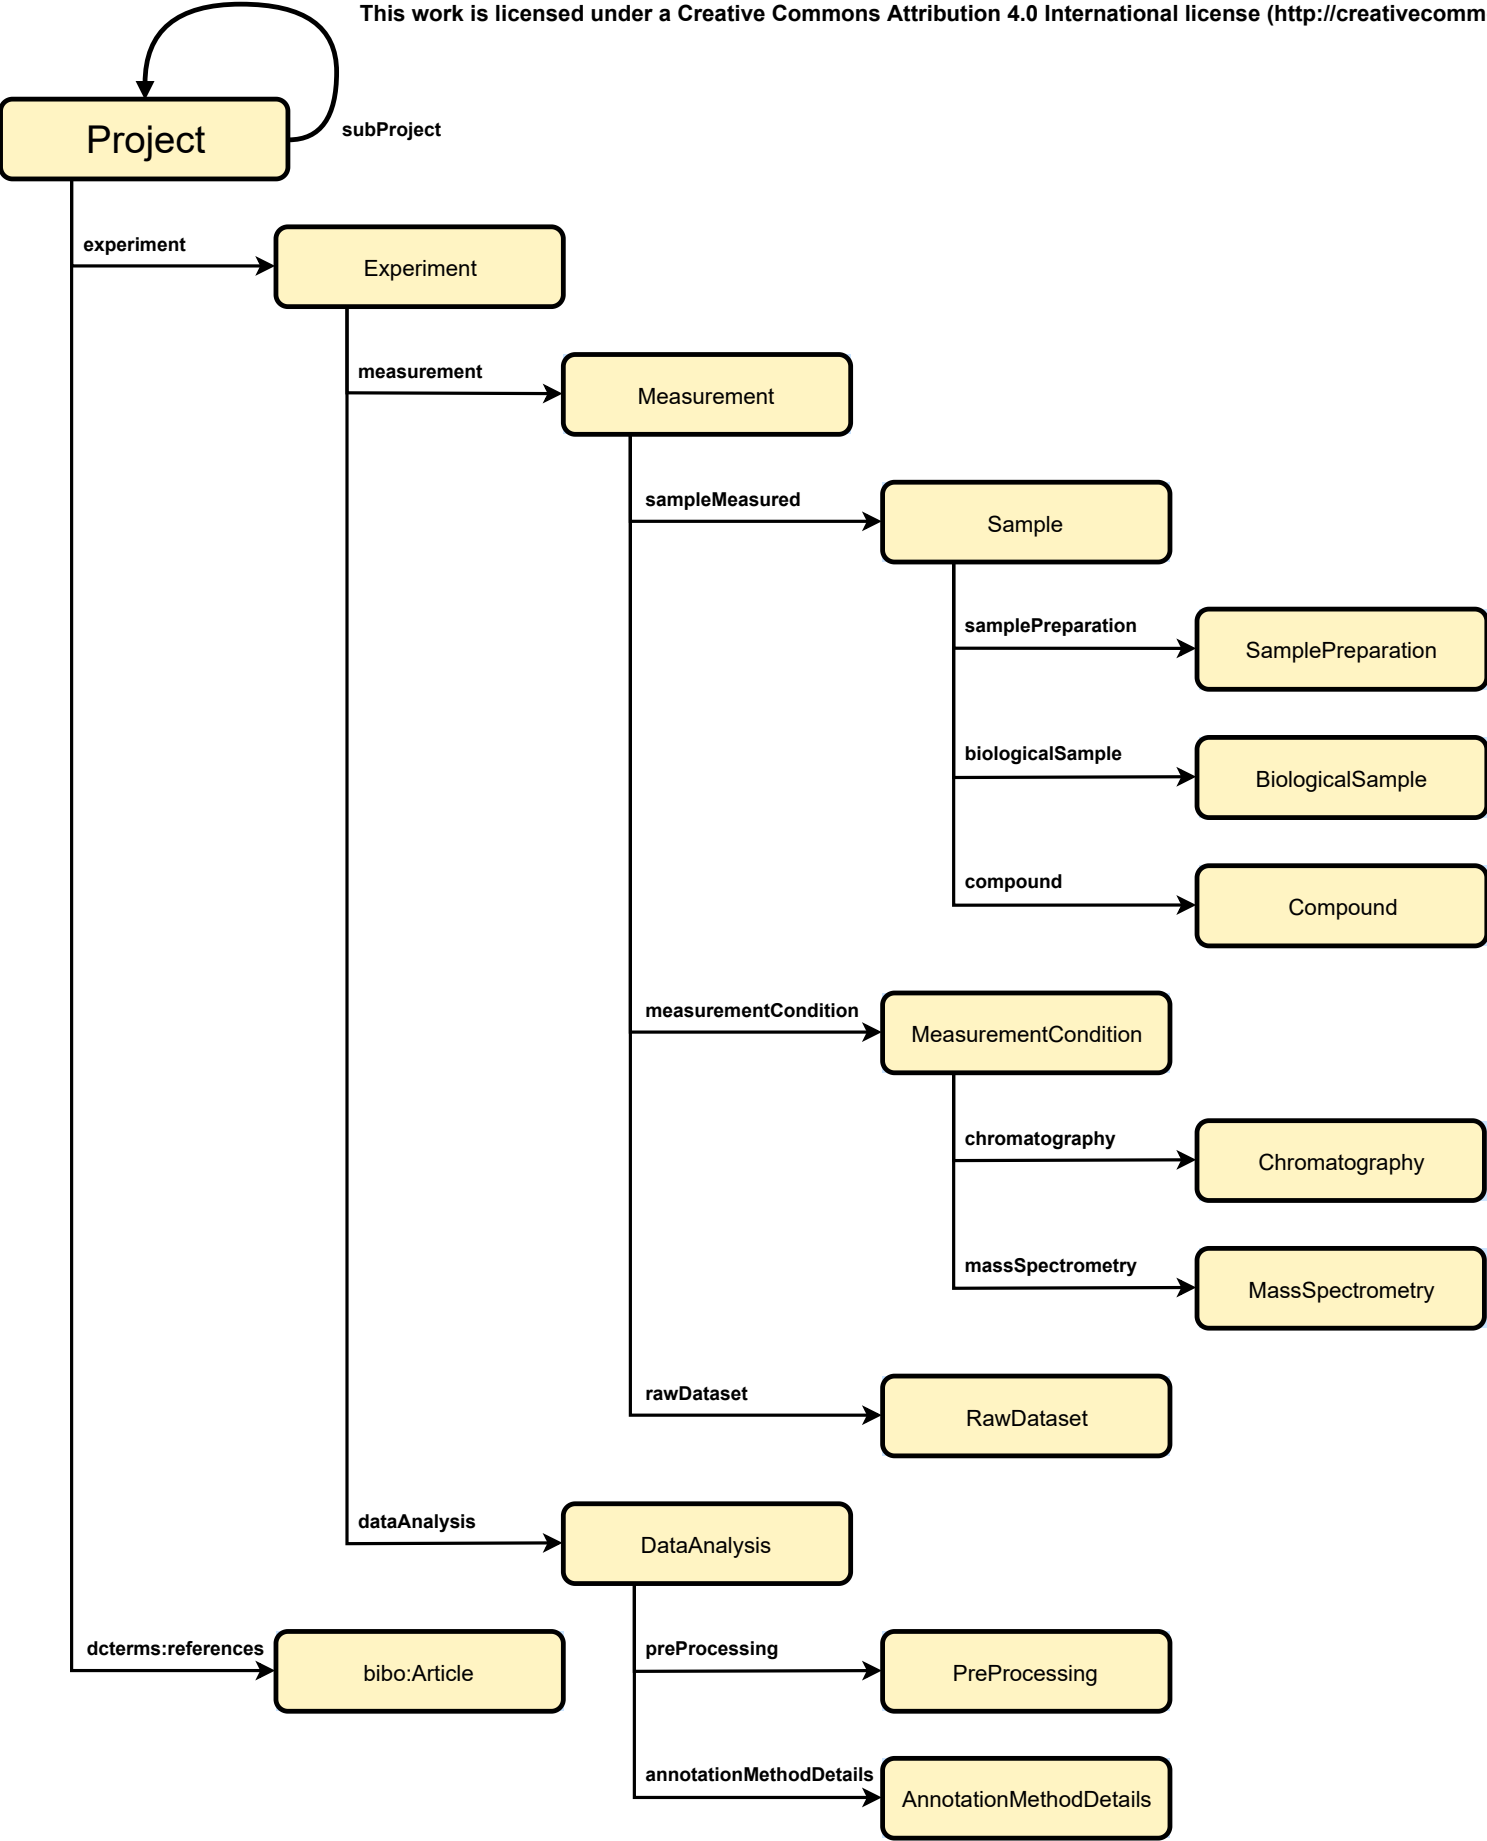 This work is licensed under a Creative Commons Attribution 4.0 International license (http://creativecomm
Project
subProject
experiment
Experiment
measurement
Measurement
sampleMeasured
Sample
samplePreparation
SamplePreparation
biologicalSample
BiologicalSample
compound
Compound
measurementCondition
MeasurementCondition
chromatography
Chromatography
massSpectrometry
MassSpectrometry
rawDataset
RawDataset
dataAnalysis
DataAnalysis
dcterms:references
bibo:Article
preProcessing
PreProcessing
annotationMethodDetails
AnnotationMethodDetails